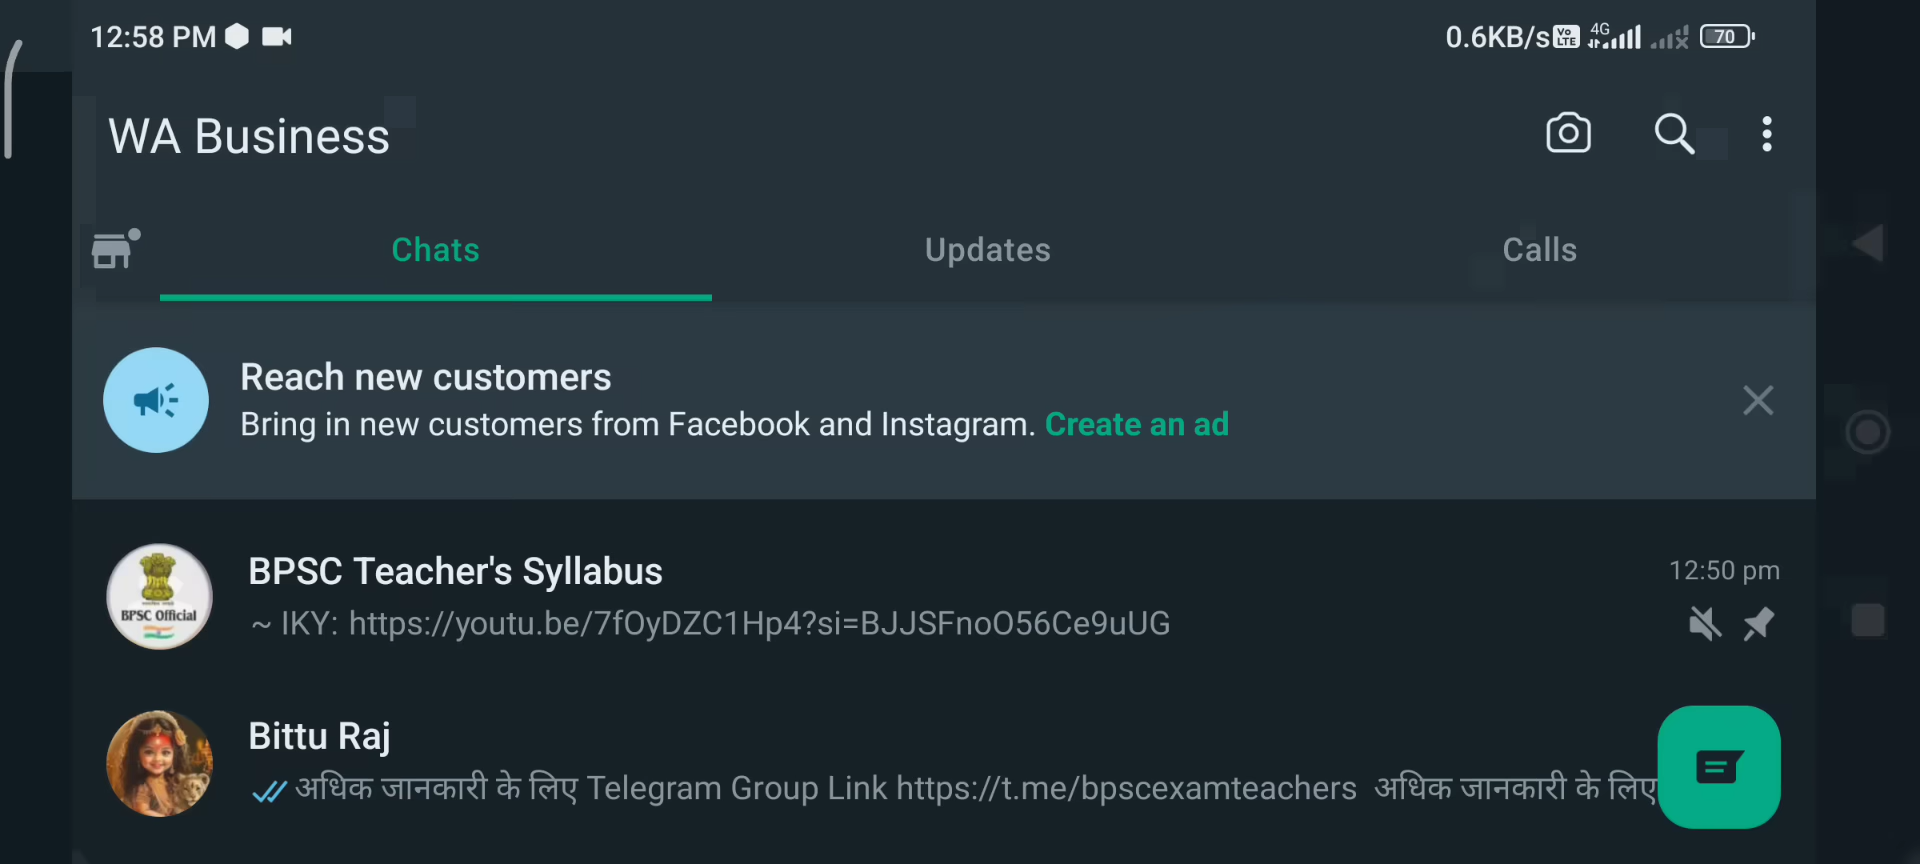 12:58 PM 0.6KB/s Vo LTE 4G 70
WA Business
Chats Updates Calls
Reach new customers
Bring in new customers from Facebook and Instagram. Create an ad
BPSC Teacher's Syllabus 12:50 pm
BPSC Official
~ IKY: https://youtu.be/7fOyDZC1Hp4?si=BJJSFnoO56Ce9uUG
Bittu Raj
अधिक जानकारी के लिए Telegram Group Link https://t.me/bpscexamteachers अधिक जानकारी के लिए